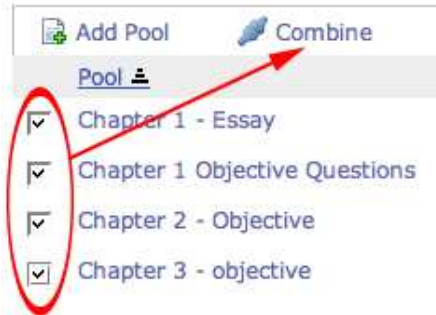 Add Pool Combine
Pool
Chapter 1 - Essay
Chapter 1 Objective Questions
Chapter 2 - Objective
Chapter 3 - objective